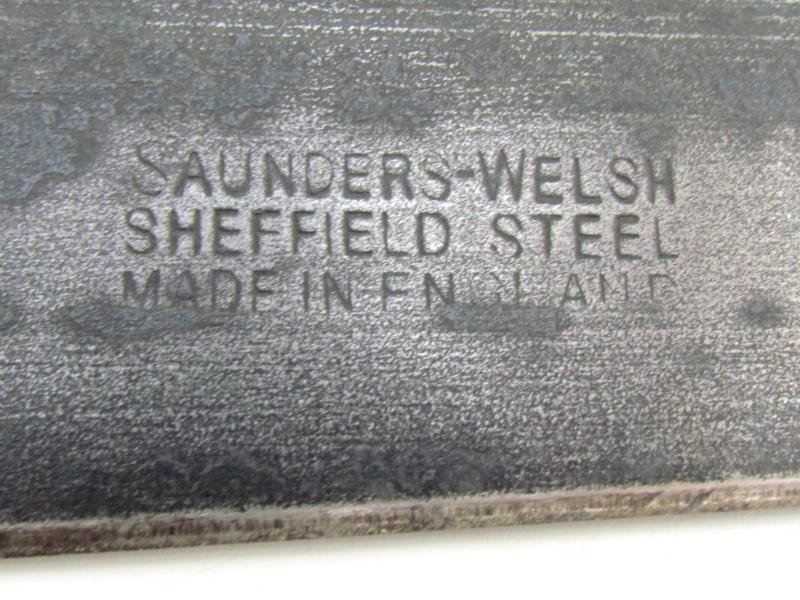 SAUNDERS-WELSH
SHEFFIELD STEEL
MADE IN ENGLAND